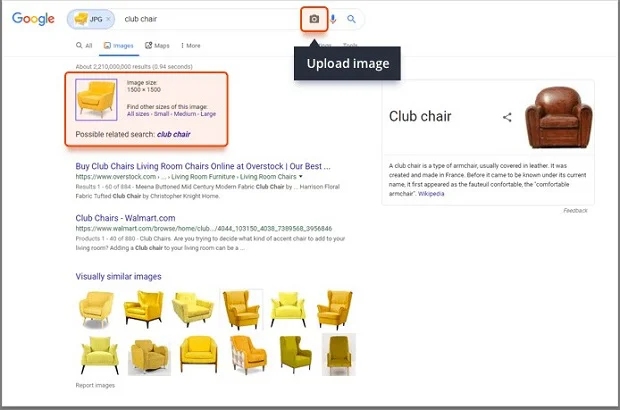 Google JPG × club chair
All Images Maps More Tools
About 2,210,000,000 results (0.94 seconds)
Upload image
Image size:
1500 × 1500
Find other sizes of this image:
All sizes - Small - Medium - Large
Possible related search: club chair
Club chair
A club chair is a type of armchair, usually covered in leather. It was
created and made in France. Before it came to be known under its current
name, it first appeared as the fauteuil confortable, the "comfortable
armchair". Wikipedia
Feedback
Buy Club Chairs Living Room Chairs Online at Overstock | Our Best ...
https://www.overstock.com › ... › Living Room Furniture › Living Room Chairs
Results 1 - 60 of 884 - Meena Buttoned Mid Century Modern Fabric Club Chair by ... Harrison Floral
Fabric Tufted Club Chair by Christopher Knight Home.
Club Chairs - Walmart.com
https://www.walmart.com/browse/home/club.../4044_103150_4038_7389568_3956846
Products 1 - 40 of 880 - Club Chairs. Are you trying to decide what kind of accent chair to add to your
living room? Adding a Club chair to your living room can be a ...
Visually similar images
Report images